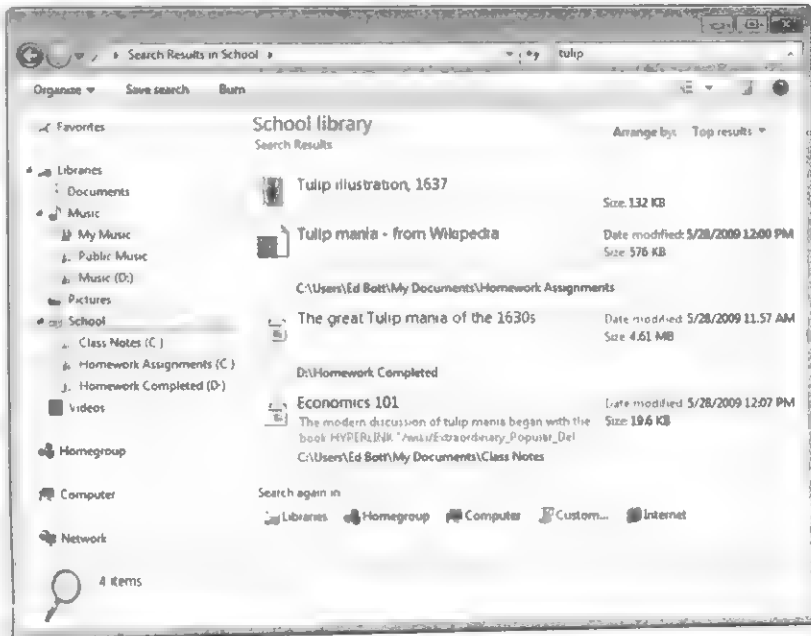 Search Results in School
tulip
Organize Save search Burn
Favorites
Libraries
Documents
Music
My Music
Public Music
Music (D:)
Pictures
School
Class Notes (C:)
Homework Assignments (C:)
Homework Completed (D:)
Videos
Homegroup
Computer
Network
4 items
School library
Search Results
Arrange by: Top results
Tulip illustration, 1637
Size: 132 KB
Tulip mania - from Wikipedia
Date modified: 5/28/2009 12:00 PM
Size: 576 KB
C:\Users\Ed Bott\My Documents\Homework Assignments
The great Tulip mania of the 1630s
Date modified: 5/28/2009 11:57 AM
Size: 4.61 MB
D:\Homework Completed
Economics 101
Date modified: 5/28/2009 12:07 PM
The modern discussion of tulip mania began with the
Size: 19.6 KB
book HYPERLINK "/wiki/Extraordinary_Popular_Del
C:\Users\Ed Bott\My Documents\Class Notes
Search again in
Libraries Homegroup Computer Custom... Internet